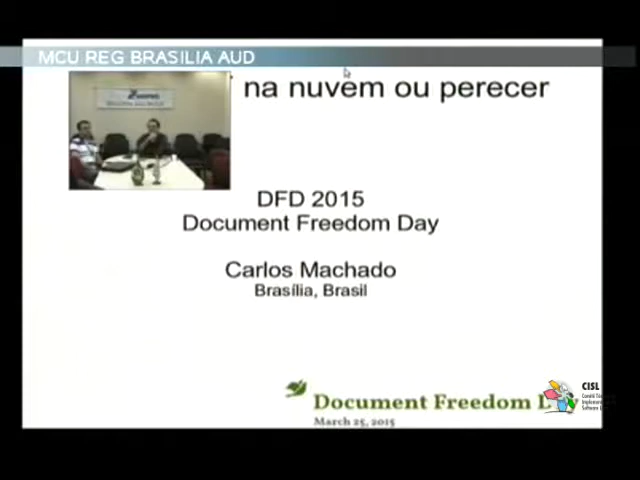 MCU REG BRASILIA AUD
na nuvem ou perecer
DFD 2015
Document Freedom Day
Carlos Machado
Brasília, Brasil
Document Freedom
March 25, 2015
CISL